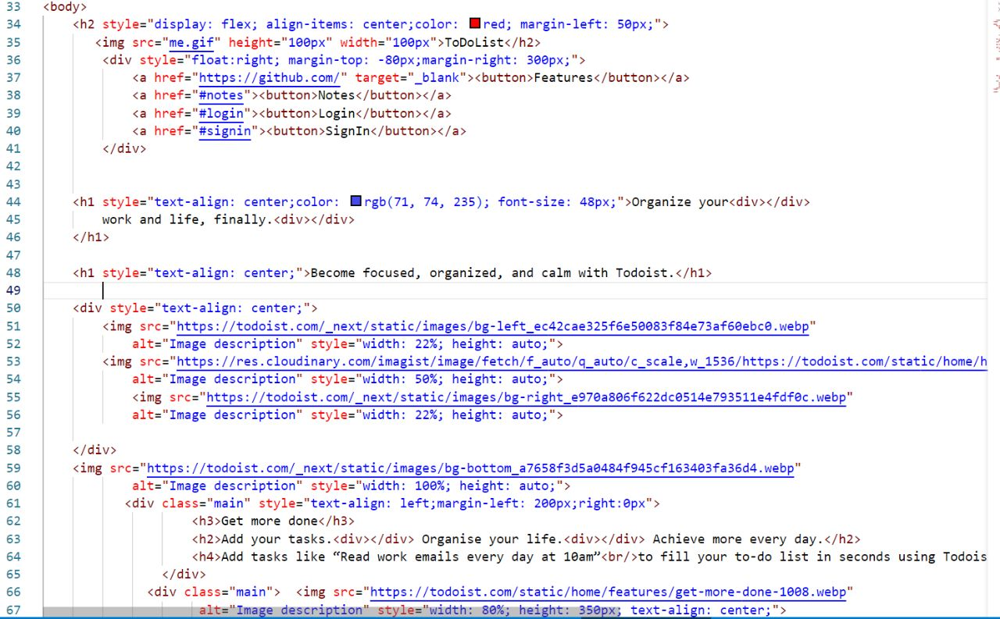 33 <body>
34 <h2 style="display: flex; align-items: center;color: red; margin-left: 50px;">
35 <img src="me.gif" height="100px" width="100px">ToDoList</h2>
36 <div style="float:right; margin-top: -80px;margin-right: 300px;">
37 <a href="https://github.com/" target="_blank"><button>Features</button></a>
38 <a href="#notes"><button>Notes</button></a>
39 <a href="#login"><button>Login</button></a>
40 <a href="#signin"><button>SignIn</button></a>
41 </div>
42
43
44 <h1 style="text-align: center;color: rgb(71, 74, 235); font-size: 48px;">Organize your<div></div>
45 work and life, finally.<div></div>
46 </h1>
47
48 <h1 style="text-align: center;">Become focused, organized, and calm with Todoist.</h1>
49
50 <div style="text-align: center;">
51 <img src="https://todoist.com/_next/static/images/bg-left_ec42cae325f6e50083f84e73af60ebc0.webp"
52 alt="Image description" style="width: 22%; height: auto;">
53 <img src="https://res.cloudinary.com/imagist/image/fetch/f_auto/q_auto/c_scale,w_1536/https://todoist.com/static/home/h
54 alt="Image description" style="width: 50%; height: auto;">
55 <img src="https://todoist.com/_next/static/images/bg-right_e970a806f622dc0514e793511e4fdf0c.webp"
56 alt="Image description" style="width: 22%; height: auto;">
57
58 </div>
59 <img src="https://todoist.com/_next/static/images/bg-bottom_a7658f3d5a0484f945cf163403fa36d4.webp"
60 alt="Image description" style="width: 100%; height: auto;">
61 <div class="main" style="text-align: left;margin-left: 200px;right:0px">
62 <h3>Get more done</h3>
63 <h2>Add your tasks.<div></div> Organise your life.<div></div> Achieve more every day.</h2>
64 <h4>Add tasks like “Read work emails every day at 10am”<br/>to fill your to-do list in seconds using Todois
65 </div>
66 <div class="main"> <img src="https://todoist.com/static/home/features/get-more-done-1008.webp"
67 alt="Image description" style="width: 80%; height: 350px; text-align: center;">